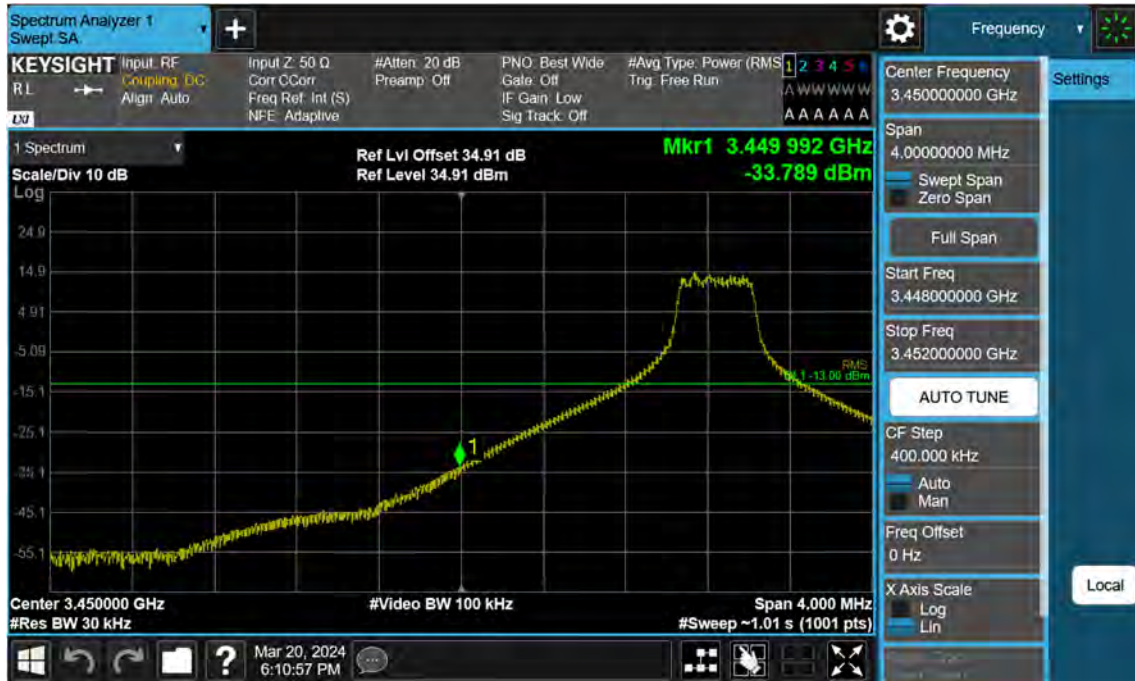 Spectrum Analyzer 1
Swept SA
Frequency
KEYSIGHT
RL
LXI
Input: RF
Coupling: DC
Align: Auto
Input Z: 50 Ω
Corr CCorr
Freq Ref: Int (S)
NFE: Adaptive
#Atten: 20 dB
Preamp: Off
PNO: Best Wide
Gate: Off
IF Gain: Low
Sig Track: Off
#Avg Type: Power (RMS
Trig: Free Run
1 2 3 4 5 6
A W W W W W
A A A A A A
1 Spectrum
Scale/Div 10 dB
Ref Lvl Offset 34.91 dB
Ref Level 34.91 dBm
Mkr1 3.449 992 GHz
-33.789 dBm
Log
24.9
14.9
4.91
-5.09
-15.1
-25.1
-35.1
-45.1
-55.1
RMS
DL1 -13.00 dBm
1
Center 3.450000 GHz
#Res BW 30 kHz
#Video BW 100 kHz
Span 4.000 MHz
#Sweep ~1.01 s (1001 pts)
Center Frequency
3.450000000 GHz
Span
4.00000000 MHz
Swept Span
Zero Span
Full Span
Start Freq
3.448000000 GHz
Stop Freq
3.452000000 GHz
AUTO TUNE
CF Step
400.000 kHz
Auto
Man
Freq Offset
0 Hz
X Axis Scale
Log
Lin
Settings
Local
?
Mar 20, 2024
6:10:57 PM